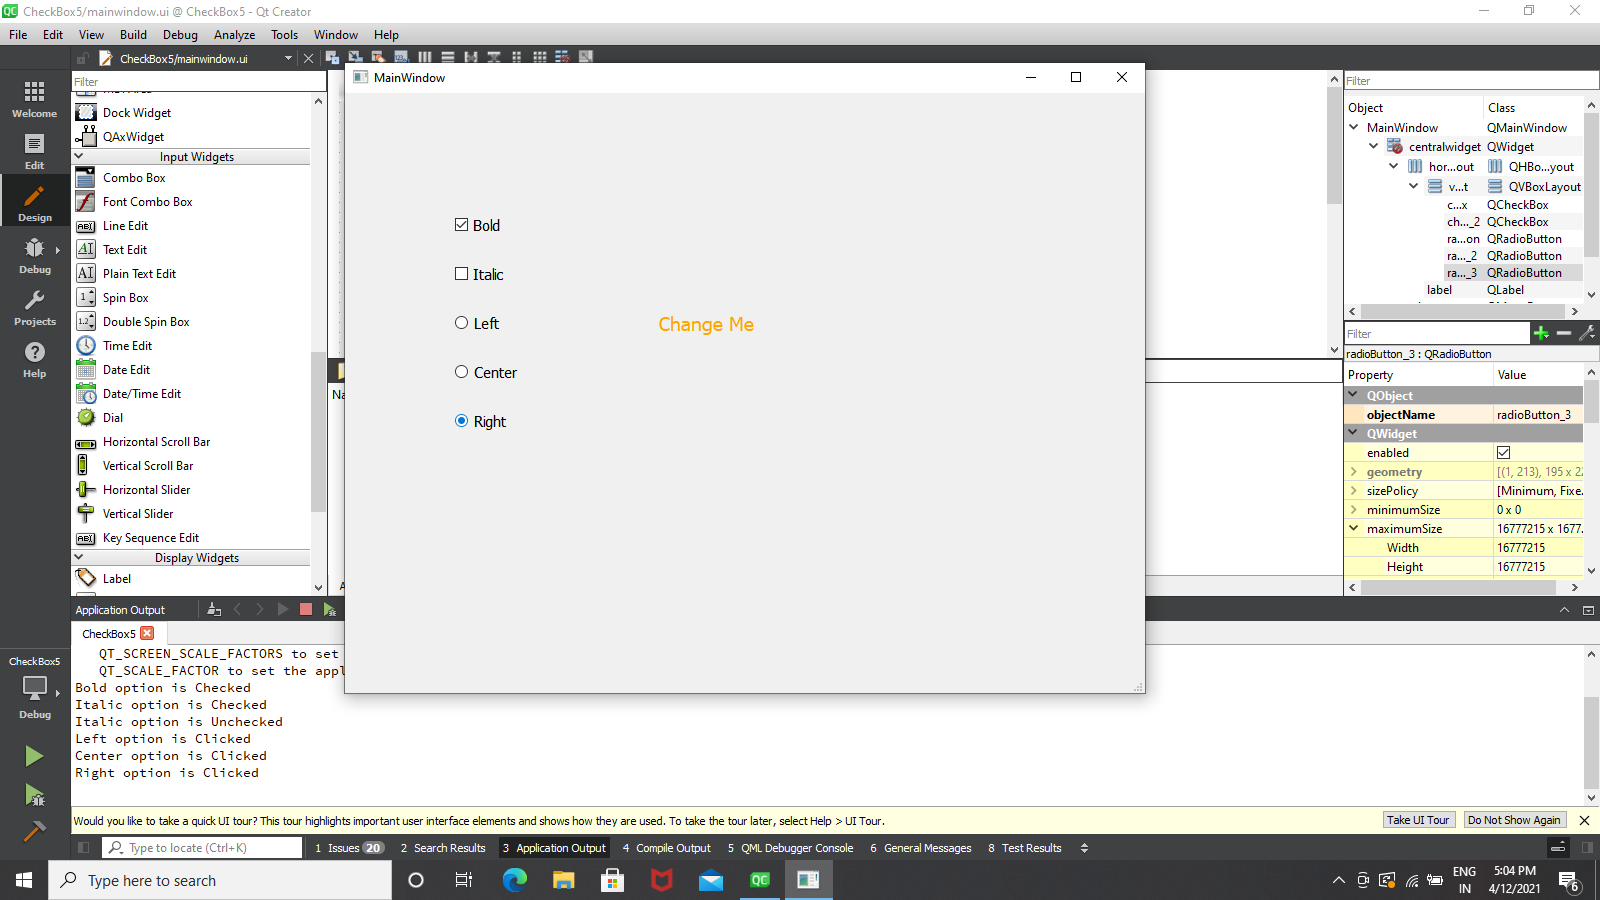 CheckBox5/mainwindow.ui @ CheckBox5 - Qt Creator
File Edit View Build Debug Analyze Tools Window Help
CheckBox5/mainwindow.ui
Filter
Dock Widget
QAxWidget
Input Widgets
Combo Box
Font Combo Box
Line Edit
Text Edit
Plain Text Edit
Spin Box
Double Spin Box
Time Edit
Date Edit
Date/Time Edit
Dial
Horizontal Scroll Bar
Vertical Scroll Bar
Horizontal Slider
Vertical Slider
Key Sequence Edit
Display Widgets
Label
Welcome
Edit
Design
Debug
Projects
Help
CheckBox5
Debug
MainWindow
Bold
Italic
Left
Center
Right
Change Me
Filter
Object Class
MainWindow QMainWindow
centralwidget QWidget
hor...out QHBo...yout
v...t QVBoxLayout
c...x QCheckBox
ch..._2 QCheckBox
ra...on QRadioButton
ra..._2 QRadioButton
ra..._3 QRadioButton
label QLabel
Filter
radioButton_3 : QRadioButton
Property Value
QObject
objectName radioButton_3
QWidget
enabled
geometry [(1, 213), 195 x 22
sizePolicy [Minimum, Fixe.
minimumSize 0 x 0
maximumSize 16777215 x 1677.
Width 16777215
Height 16777215
Application Output
CheckBox5
QT_SCREEN_SCALE_FACTORS to set
QT_SCALE_FACTOR to set the appl
Bold option is Checked
Italic option is Checked
Italic option is Unchecked
Left option is Clicked
Center option is Clicked
Right option is Clicked
Would you like to take a quick UI tour? This tour highlights important user interface elements and shows how they are used. To take the tour later, select Help > UI Tour.
Take UI Tour Do Not Show Again
Type to locate (Ctrl+K) 1 Issues 20 2 Search Results 3 Application Output 4 Compile Output 5 QML Debugger Console 6 General Messages 8 Test Results
Type here to search
ENG
IN
5:04 PM
4/12/2021
6